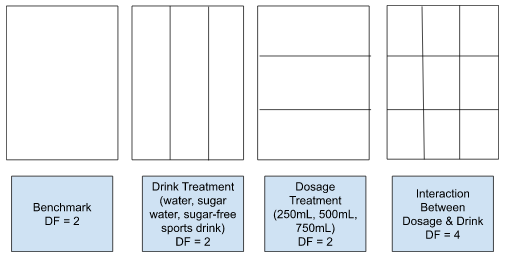 Benchmark
DF = 2
Drink Treatment
(water, sugar
water, sugar-free
sports drink)
DF = 2
Dosage
Treatment
(250mL, 500mL,
750mL)
DF = 2
Interaction
Between
Dosage & Drink
DF = 4